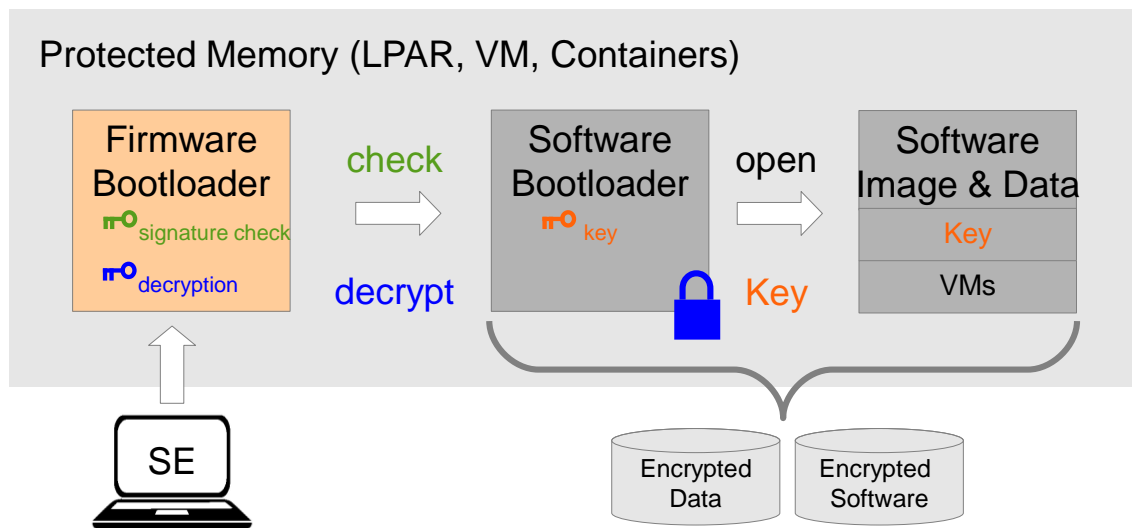 Protected Memory (LPAR, VM, Containers)
Firmware
Bootloader
signature check
decryption
check
decrypt
Software
Bootloader
key
open
Key
Software
Image & Data
Key
VMs
SE
Encrypted
Data
Encrypted
Software